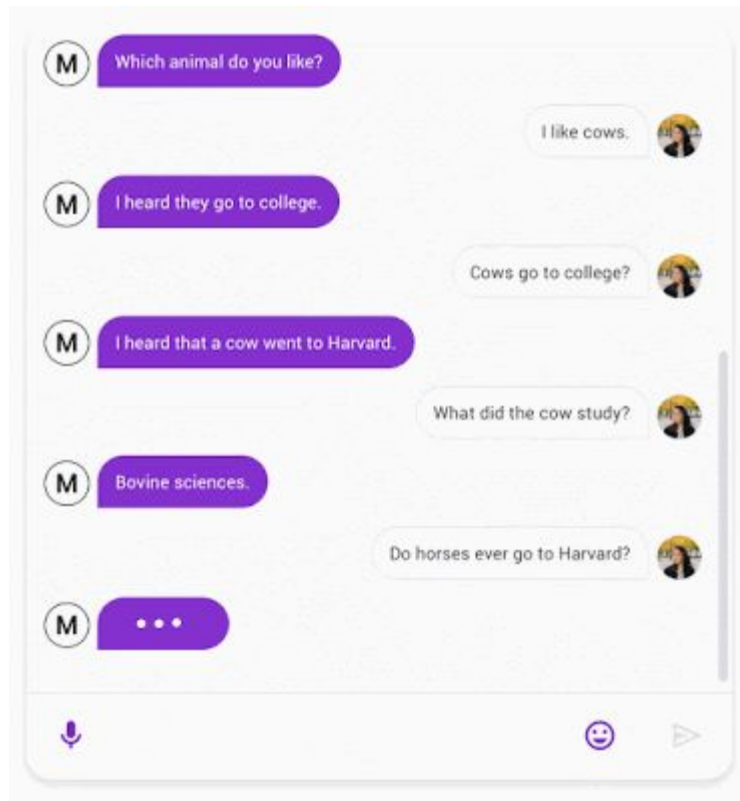 M Which animal do you like?
I like cows.
M I heard they go to college.
Cows go to college?
M I heard that a cow went to Harvard.
What did the cow study?
M Bovine sciences.
Do horses ever go to Harvard?
M